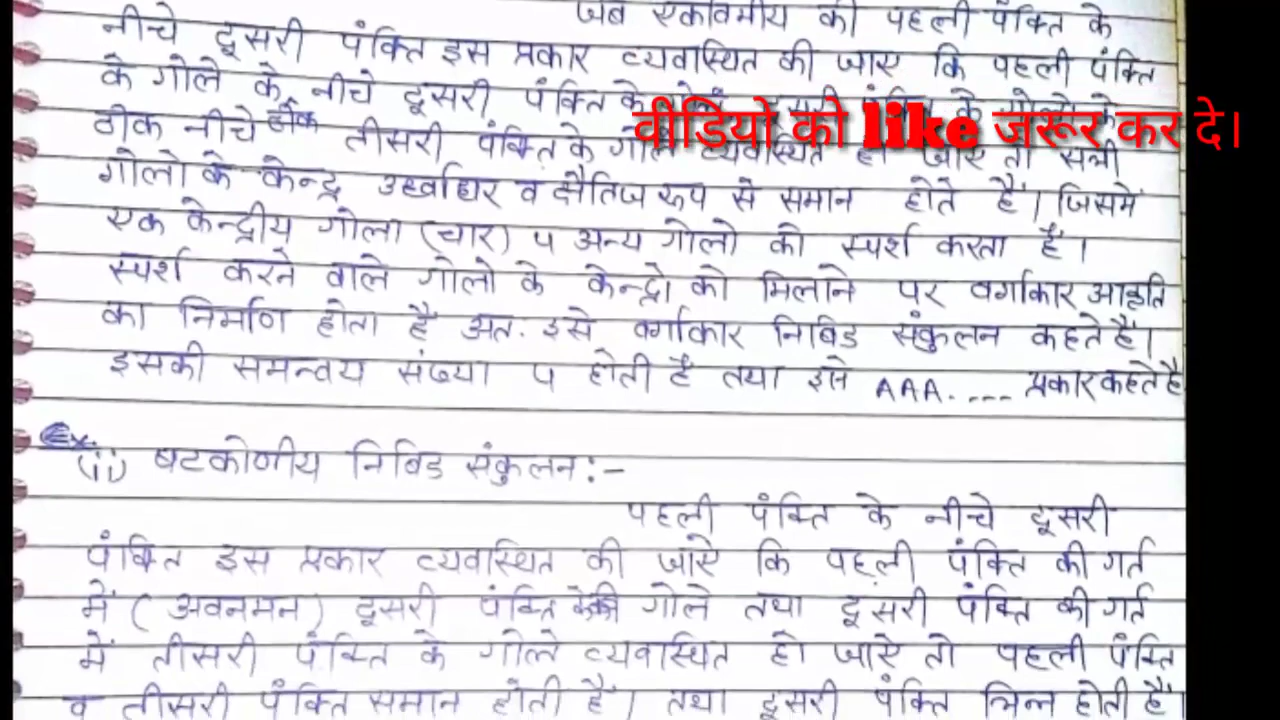 जब एकविमीय की पहली पंक्ति के
नीचे दूसरी पंक्ति इस प्रकार व्यवस्थित की जाए कि पहली पंक्ति
के गोले के नीचे दूसरी पंक्ति के
वीडियो को like जरूर कर दे।
ठीक नीचे ठीक तीसरी पंक्ति के गोले व्यवस्थित हो जाए तो सभी
गोलो के केन्द्र उर्ध्वाधर व क्षैतिज रूप से समान होते हैं। जिसमें
एक केन्द्रीय गोला (चार) 4 अन्य गोलो को स्पर्श करता है।
स्पर्श करने वाले गोलो के केन्द्रो को मिलाने पर वर्गाकार आकृति
का निर्माण होता है अतः इसे वर्गाकार निबिड संकुलन कहते हैं।
इसकी समन्वय संख्या 4 होती है तथा इसे AAA.... प्रकार कहते है
Ex.
(ii) षटकोणीय निबिड संकुलन:-
पहली पंक्ति के नीचे दूसरी
पंक्ति इस प्रकार व्यवस्थित की जाए कि पहली पंक्ति की गर्त
में (अवनमन) दूसरी पंक्ति के गोले तथा दूसरी पंक्ति की गर्त
में तीसरी पंक्ति के गोले व्यवस्थित हो जाए तो पहली पंक्ति
व तीसरी पंक्ति समान होती है। तथा दूसरी पंक्ति भिन्न होती है।